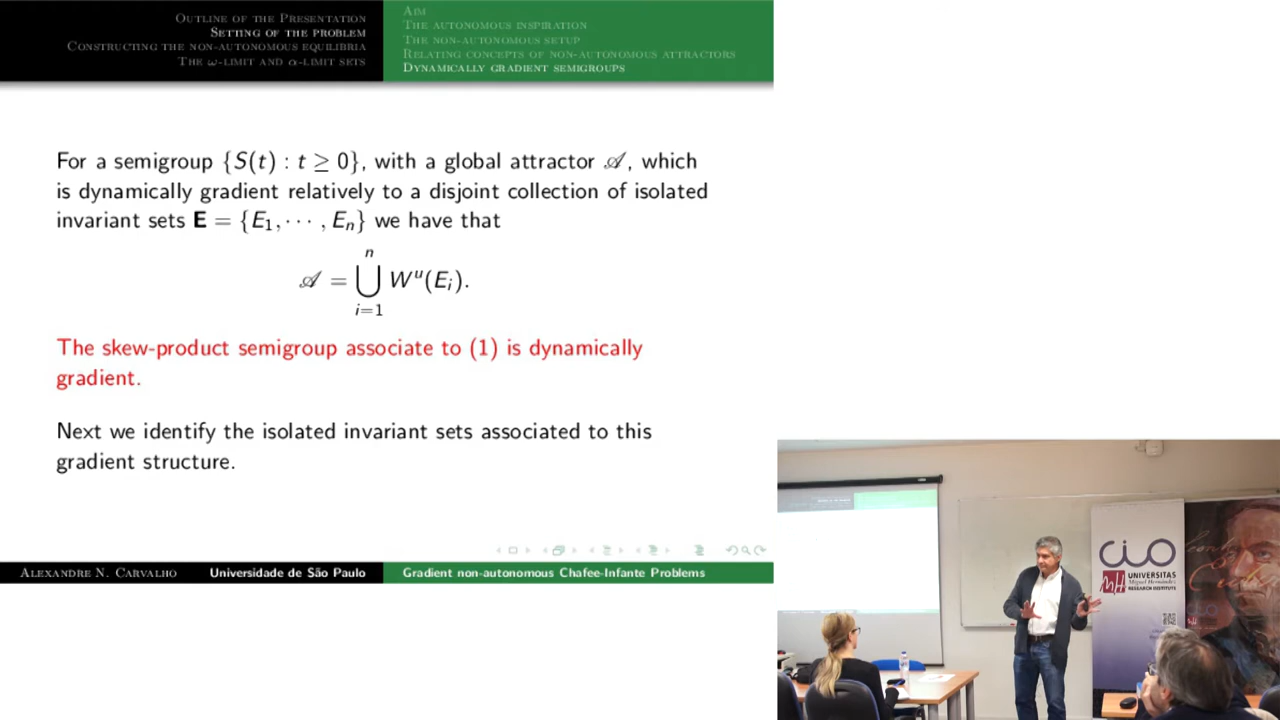 Outline of the Presentation
Setting of the problem
Constructing the non-autonomous equilibria
The ω-limit and α-limit sets
Aim
The autonomous inspiration
The non-autonomous setup
Relating concepts of non-autonomous attractors
Dynamically gradient semigroups
For a semigroup {S(t) : t ≥ 0}, with a global attractor 𝒜, which
is dynamically gradient relatively to a disjoint collection of isolated
invariant sets E = {E₁, ⋯ , Eₙ} we have that
n
𝒜 = ⋃ Wᵘ(Eᵢ).
i=1
The skew-product semigroup associate to (1) is dynamically
gradient.
Next we identify the isolated invariant sets associated to this
gradient structure.
Alexandre N. Carvalho
Universidade de São Paulo
Gradient non-autonomous Chafee-Infante Problems
CIO
UMH
UNIVERSITAS
Miguel Hernández
RESEARCH INSTITUTE